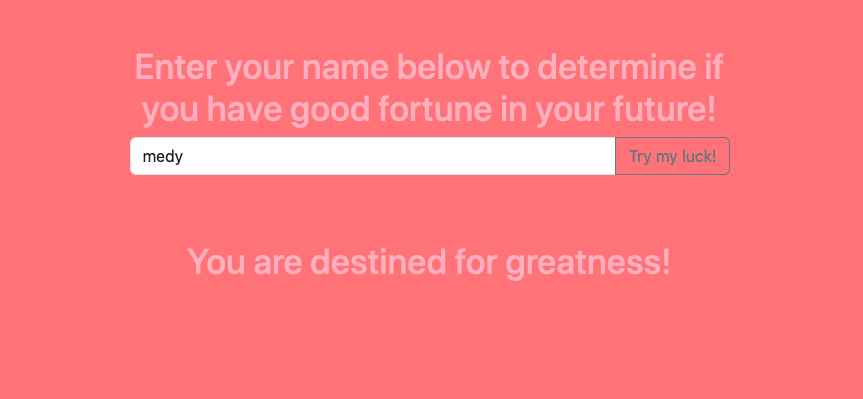 Enter your name below to determine if
you have good fortune in your future!
medy
Try my luck!
You are destined for greatness!